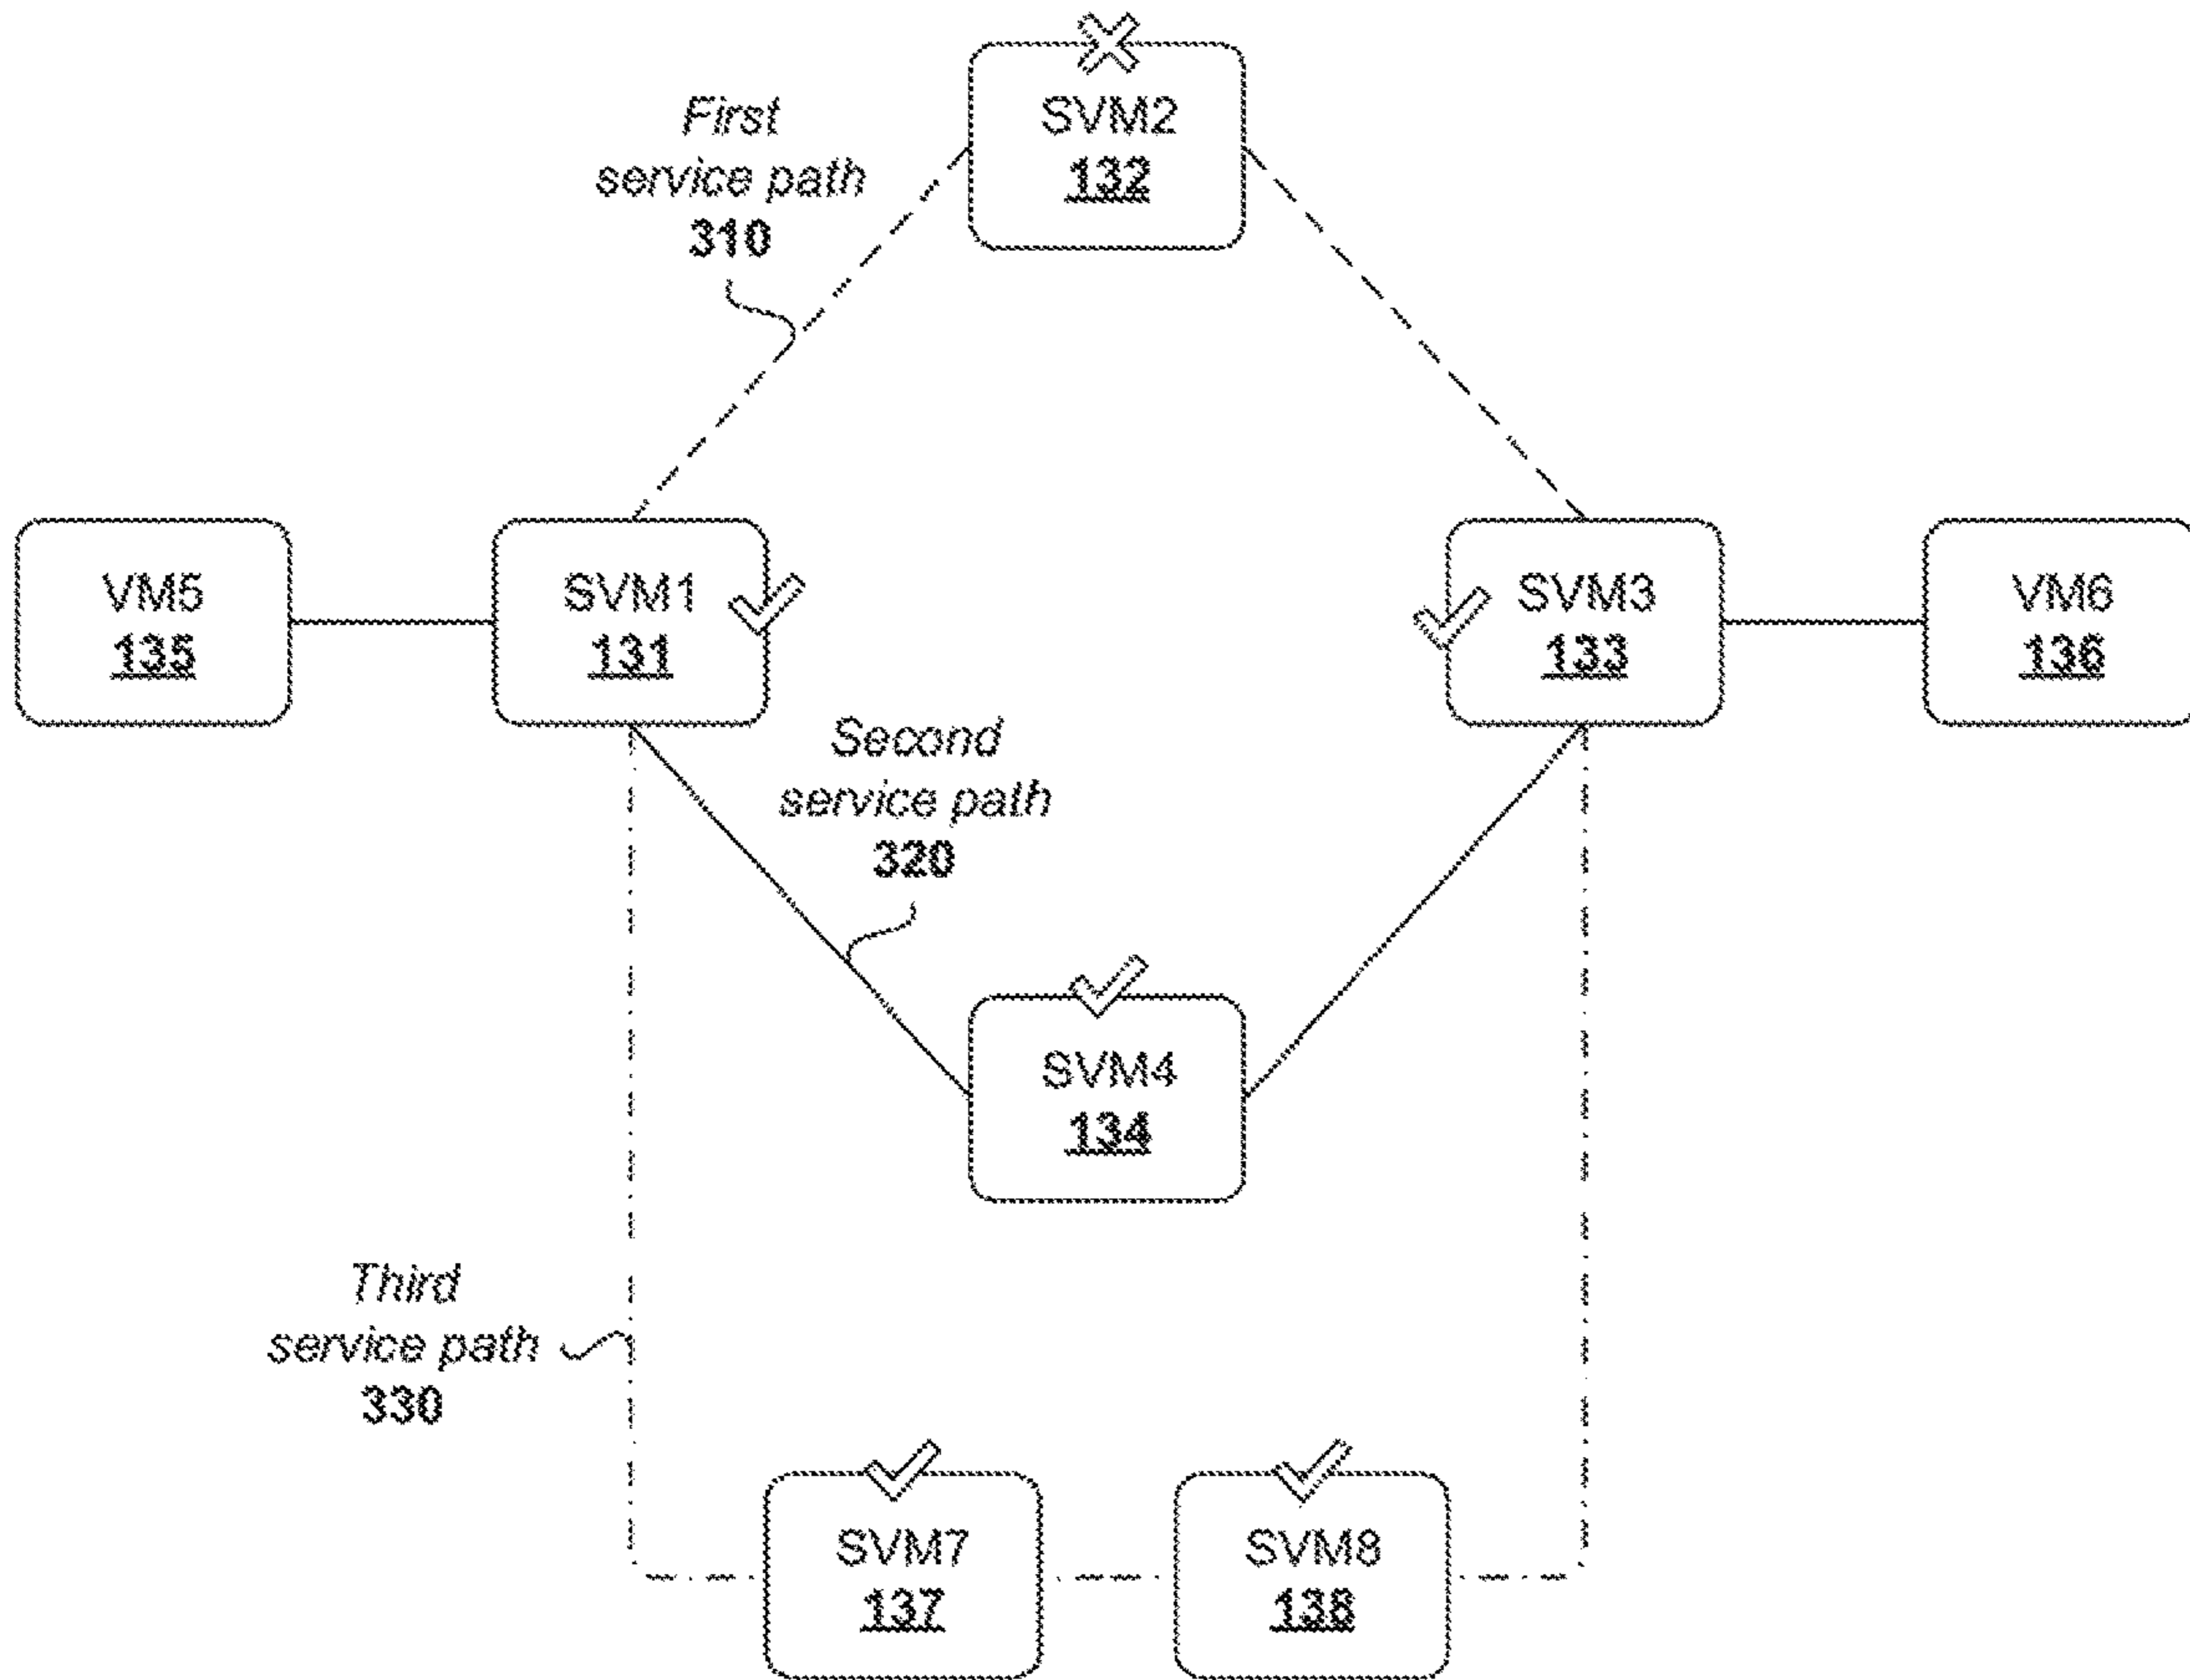 First
service path
310
SVM2
132
VM5
135
SVM1
131
SVM3
133
VM6
136
Second
service path
320
SVM4
134
Third
service path
330
SVM7
137
SVM8
138